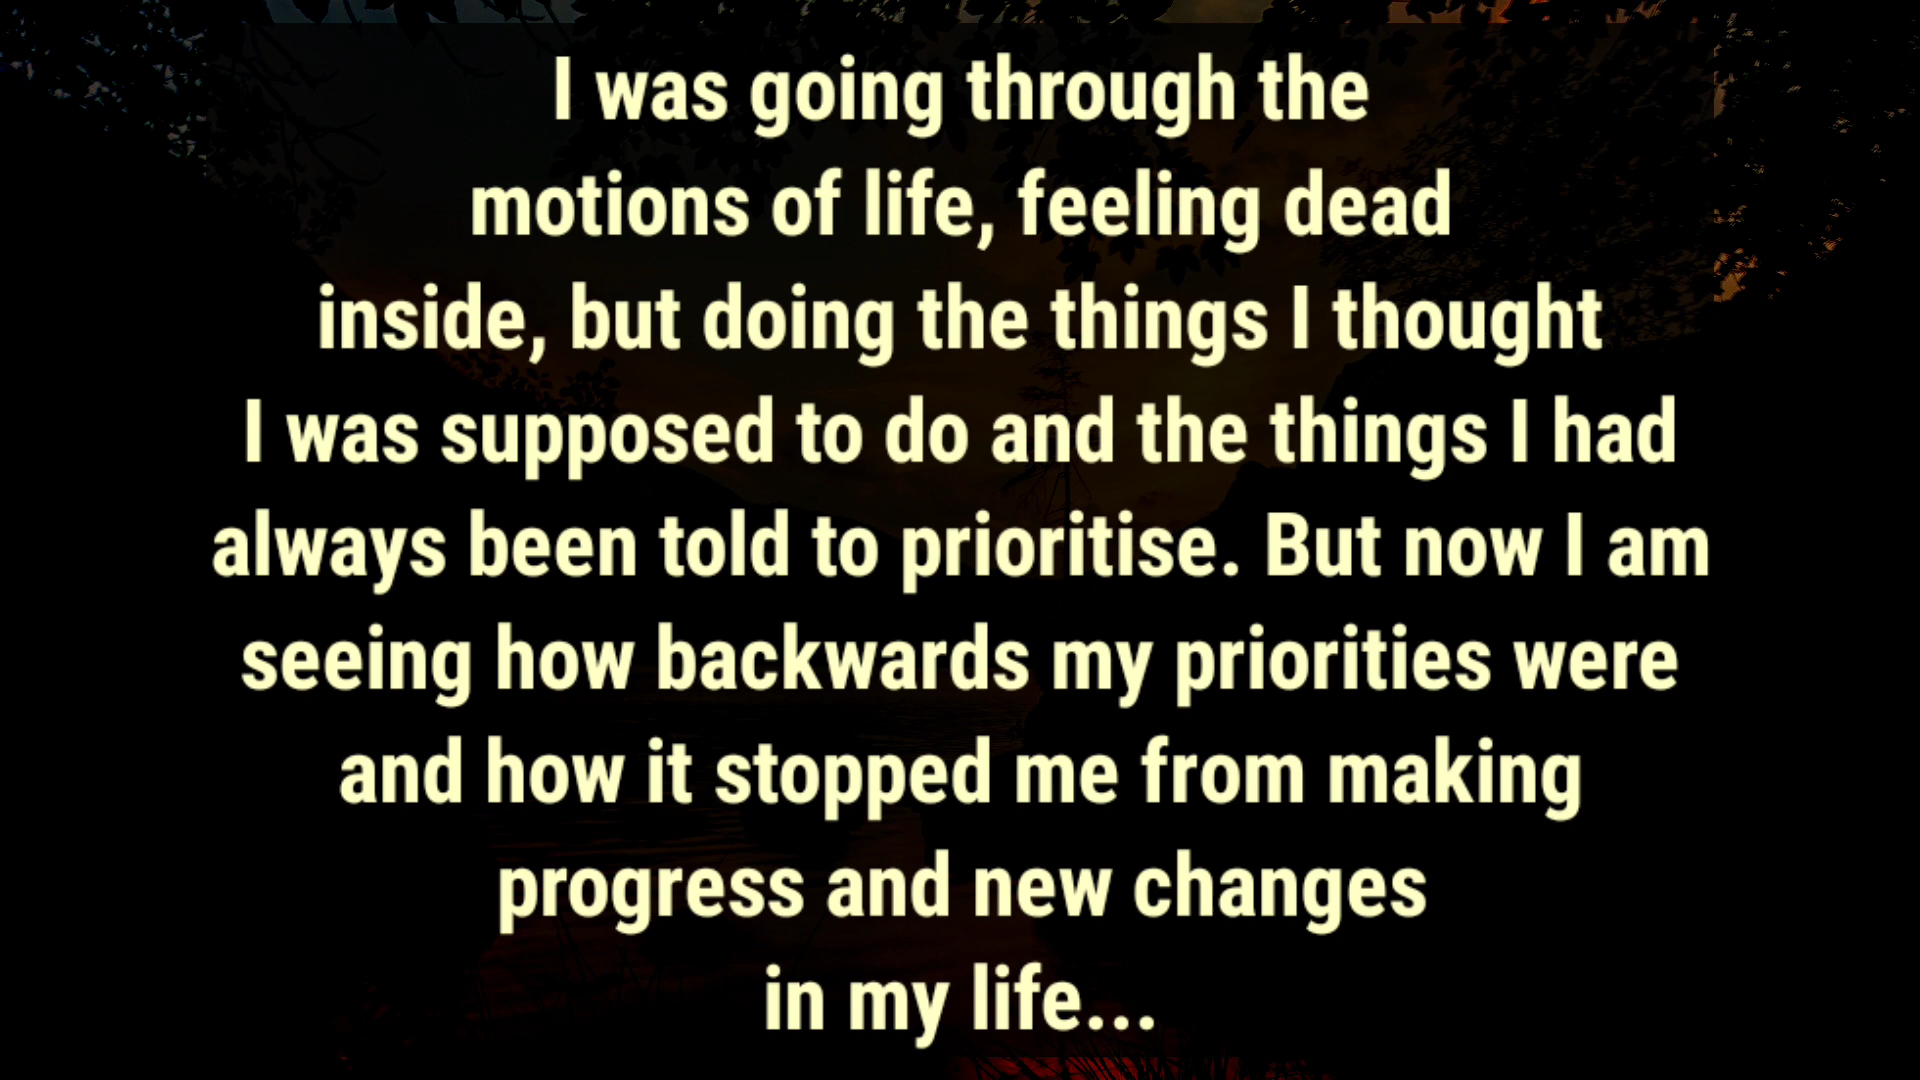 I was going through the
motions of life, feeling dead
inside, but doing the things I thought
I was supposed to do and the things I had
always been told to prioritise. But now I am
seeing how backwards my priorities were
and how it stopped me from making
progress and new changes
in my life...